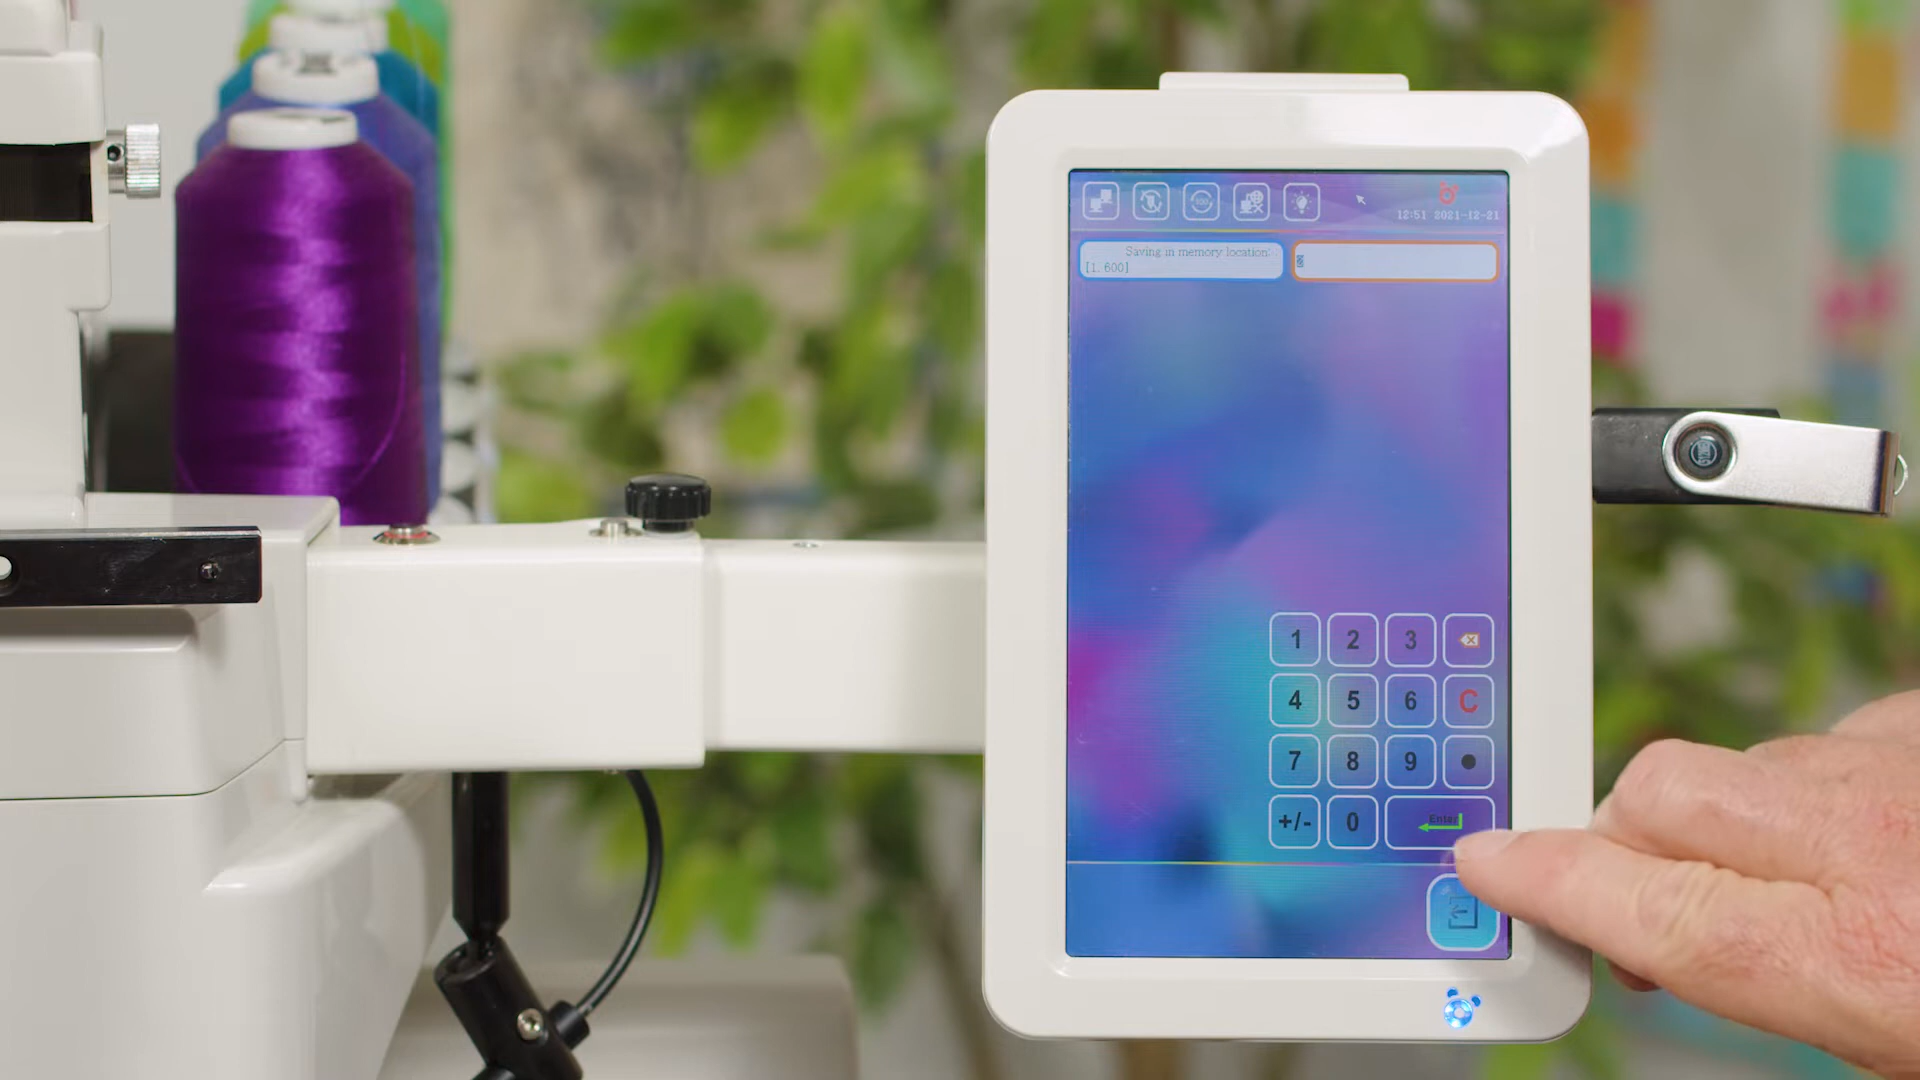 12:51 2021-12-21
Saving in memory location:
[1. 600]
1 2 3
4 5 6 C
7 8 9
+/- 0 Enter